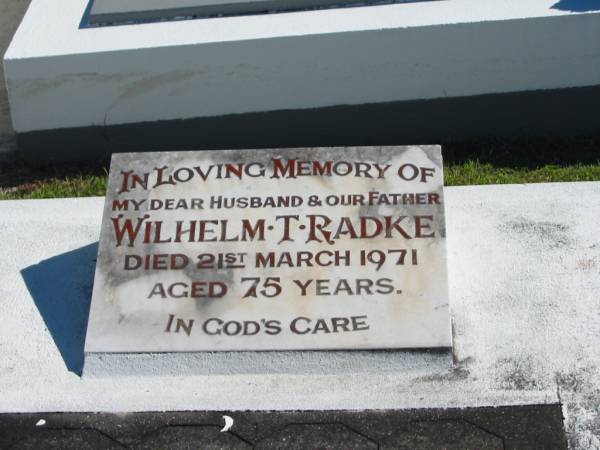 IN LOVING MEMORY OF
MY DEAR HUSBAND & OUR FATHER
WILHELM·T·RADKE
DIED 21ST MARCH 1971
AGED 75 YEARS.
IN GOD'S CARE